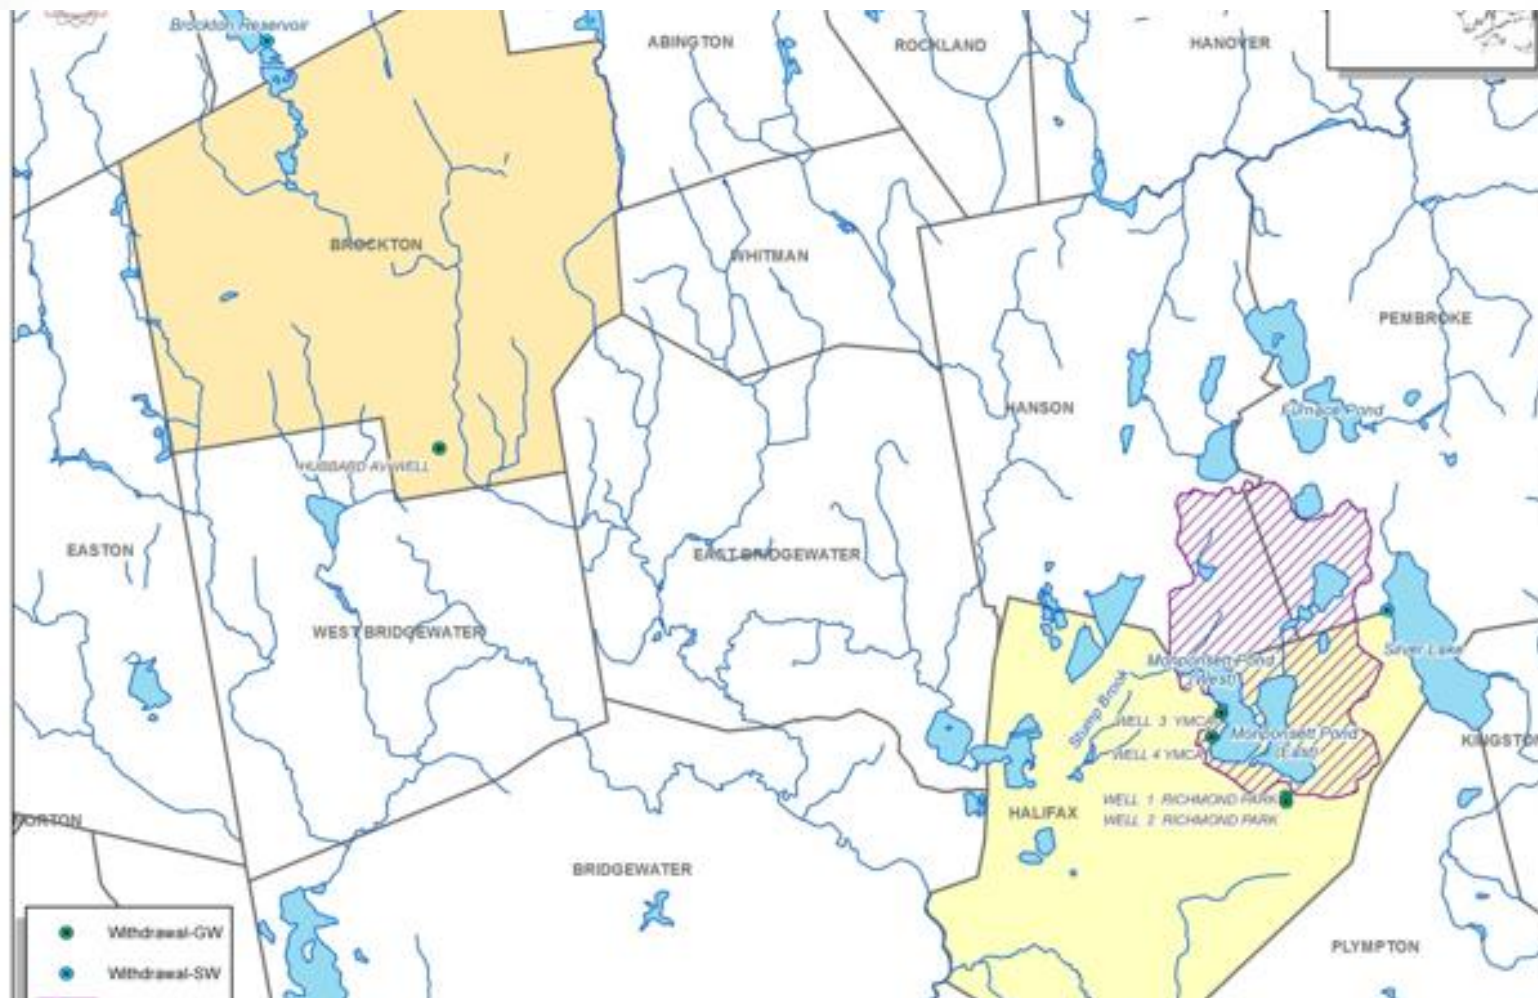 Brockton Reservoir
ABINGTON
ROCKLAND
HANOVER
BROCKTON
WHITMAN
PEMBROKE
HANSON
Furnace Pond
HUBBARD AV WELL
EASTON
EAST BRIDGEWATER
WEST BRIDGEWATER
Silver Lake
Monponsett Pond
(West)
Stump Brook
WELL 3 YMCA
Monponsett Pond
(East)
WELL 4 YMCA
KINGSTON
WELL 1 RICHMOND PARK
WELL 2 RICHMOND PARK
HALIFAX
ORTON
BRIDGEWATER
Withdrawal-GW
PLYMPTON
Withdrawal-SW